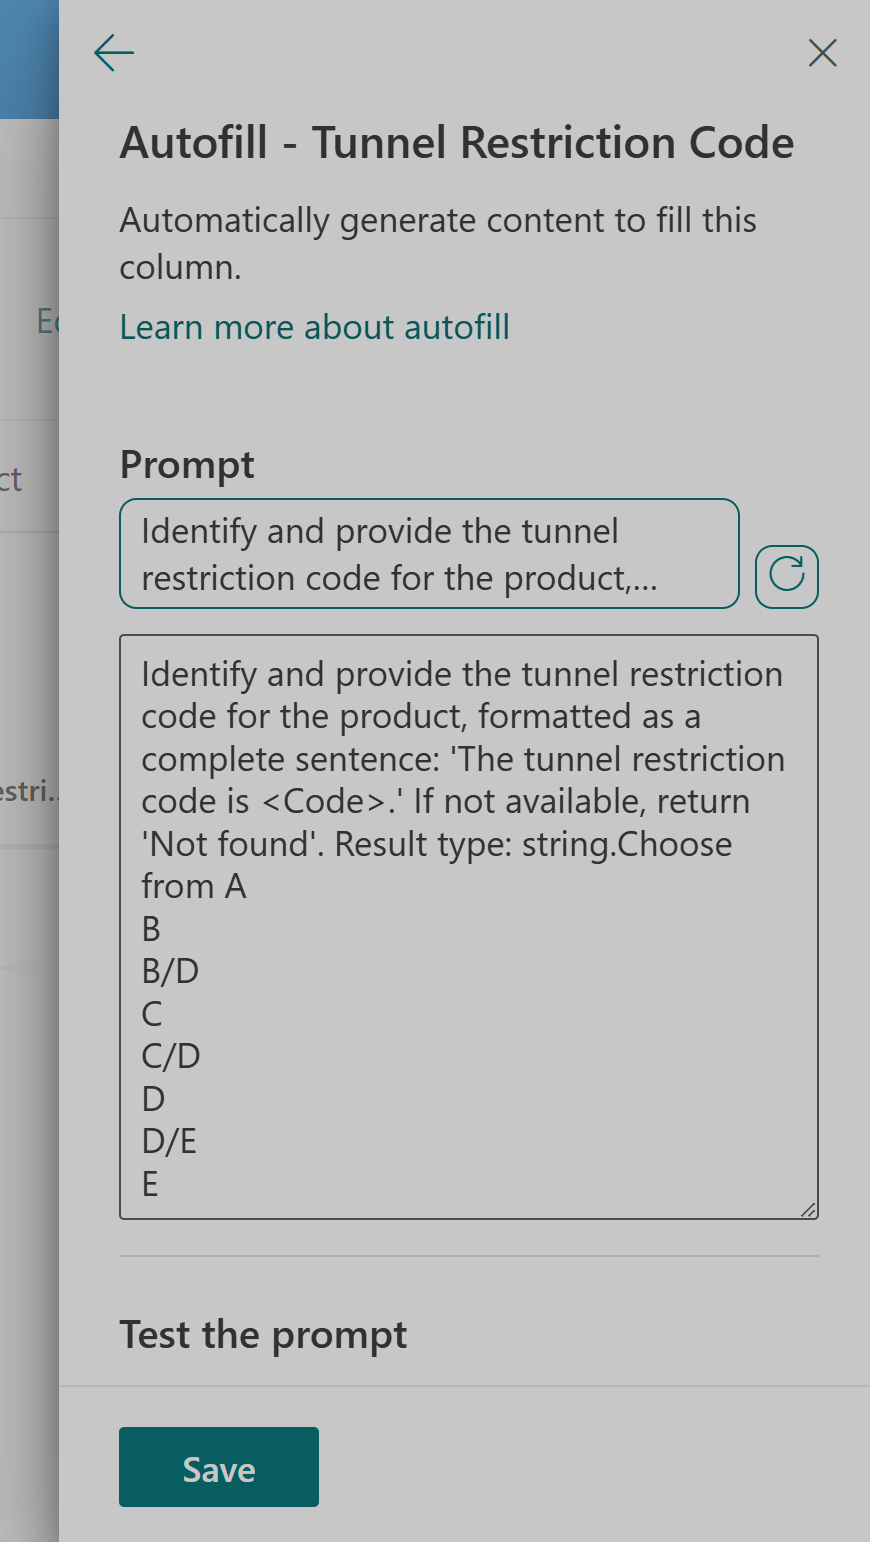 Autofill - Tunnel Restriction Code
Automatically generate content to fill this
column.
Learn more about autofill
Ec
ct
estri..
Prompt
Identify and provide the tunnel
restriction code for the product,...
Identify and provide the tunnel restriction
code for the product, formatted as a
complete sentence: 'The tunnel restriction
code is <Code>.' If not available, return
'Not found'. Result type: string.Choose
from A
B
B/D
C
C/D
D
D/E
E
Test the prompt
Save